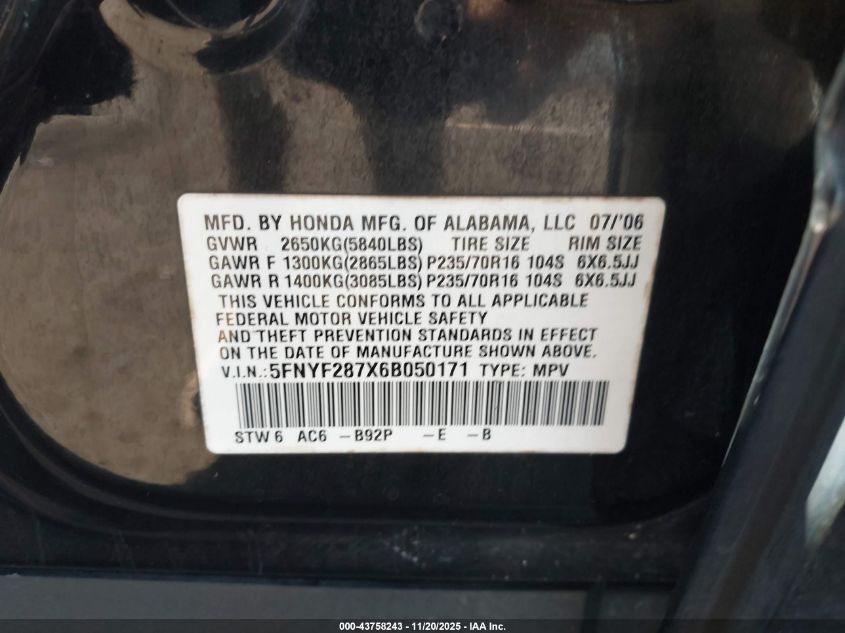 MFD. BY HONDA MFG. OF ALABAMA, LLC 07/'06
GVWR 2650KG(5840LBS) TIRE SIZE RIM SIZE
GAWR F 1300KG(2865LBS) P235/70R16 104S 6X6.5JJ
GAWR R 1400KG(3085LBS) P235/70R16 104S 6X6.5JJ
THIS VEHICLE CONFORMS TO ALL APPLICABLE
FEDERAL MOTOR VEHICLE SAFETY
AND THEFT PREVENTION STANDARDS IN EFFECT
ON THE DATE OF MANUFACTURE SHOWN ABOVE.
V.I.N.:5FNYF287X6B050171 TYPE: MPV
STW6 AC6 -B92P -E -B
000-43758243 - 11/20/2025 - IAA Inc.